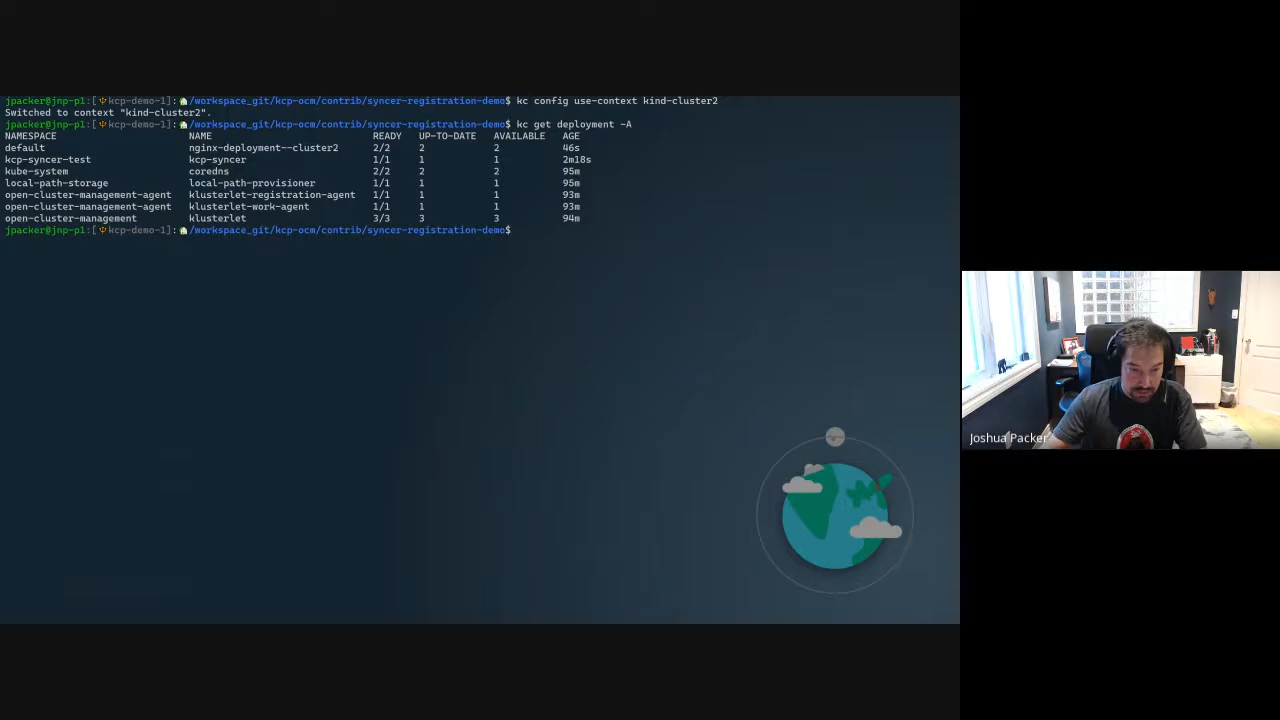 jpacker@jnp-p1:[ kcp-demo-1]: /workspace_git/kcp-ocm/contrib/syncer-registration-demo$ kc config use-context kind-cluster2
Switched to context "kind-cluster2".
jpacker@jnp-p1:[ kcp-demo-1]: /workspace_git/kcp-ocm/contrib/syncer-registration-demo$ kc get deployment -A
NAMESPACE NAME READY UP-TO-DATE AVAILABLE AGE
default nginx-deployment--cluster2 2/2 2 2 46s
kcp-syncer-test kcp-syncer 1/1 1 1 2m18s
kube-system coredns 2/2 2 2 95m
local-path-storage local-path-provisioner 1/1 1 1 95m
open-cluster-management-agent klusterlet-registration-agent 1/1 1 1 93m
open-cluster-management-agent klusterlet-work-agent 1/1 1 1 93m
open-cluster-management klusterlet 3/3 3 3 94m
jpacker@jnp-p1:[ kcp-demo-1]: /workspace_git/kcp-ocm/contrib/syncer-registration-demo$
Joshua Packer